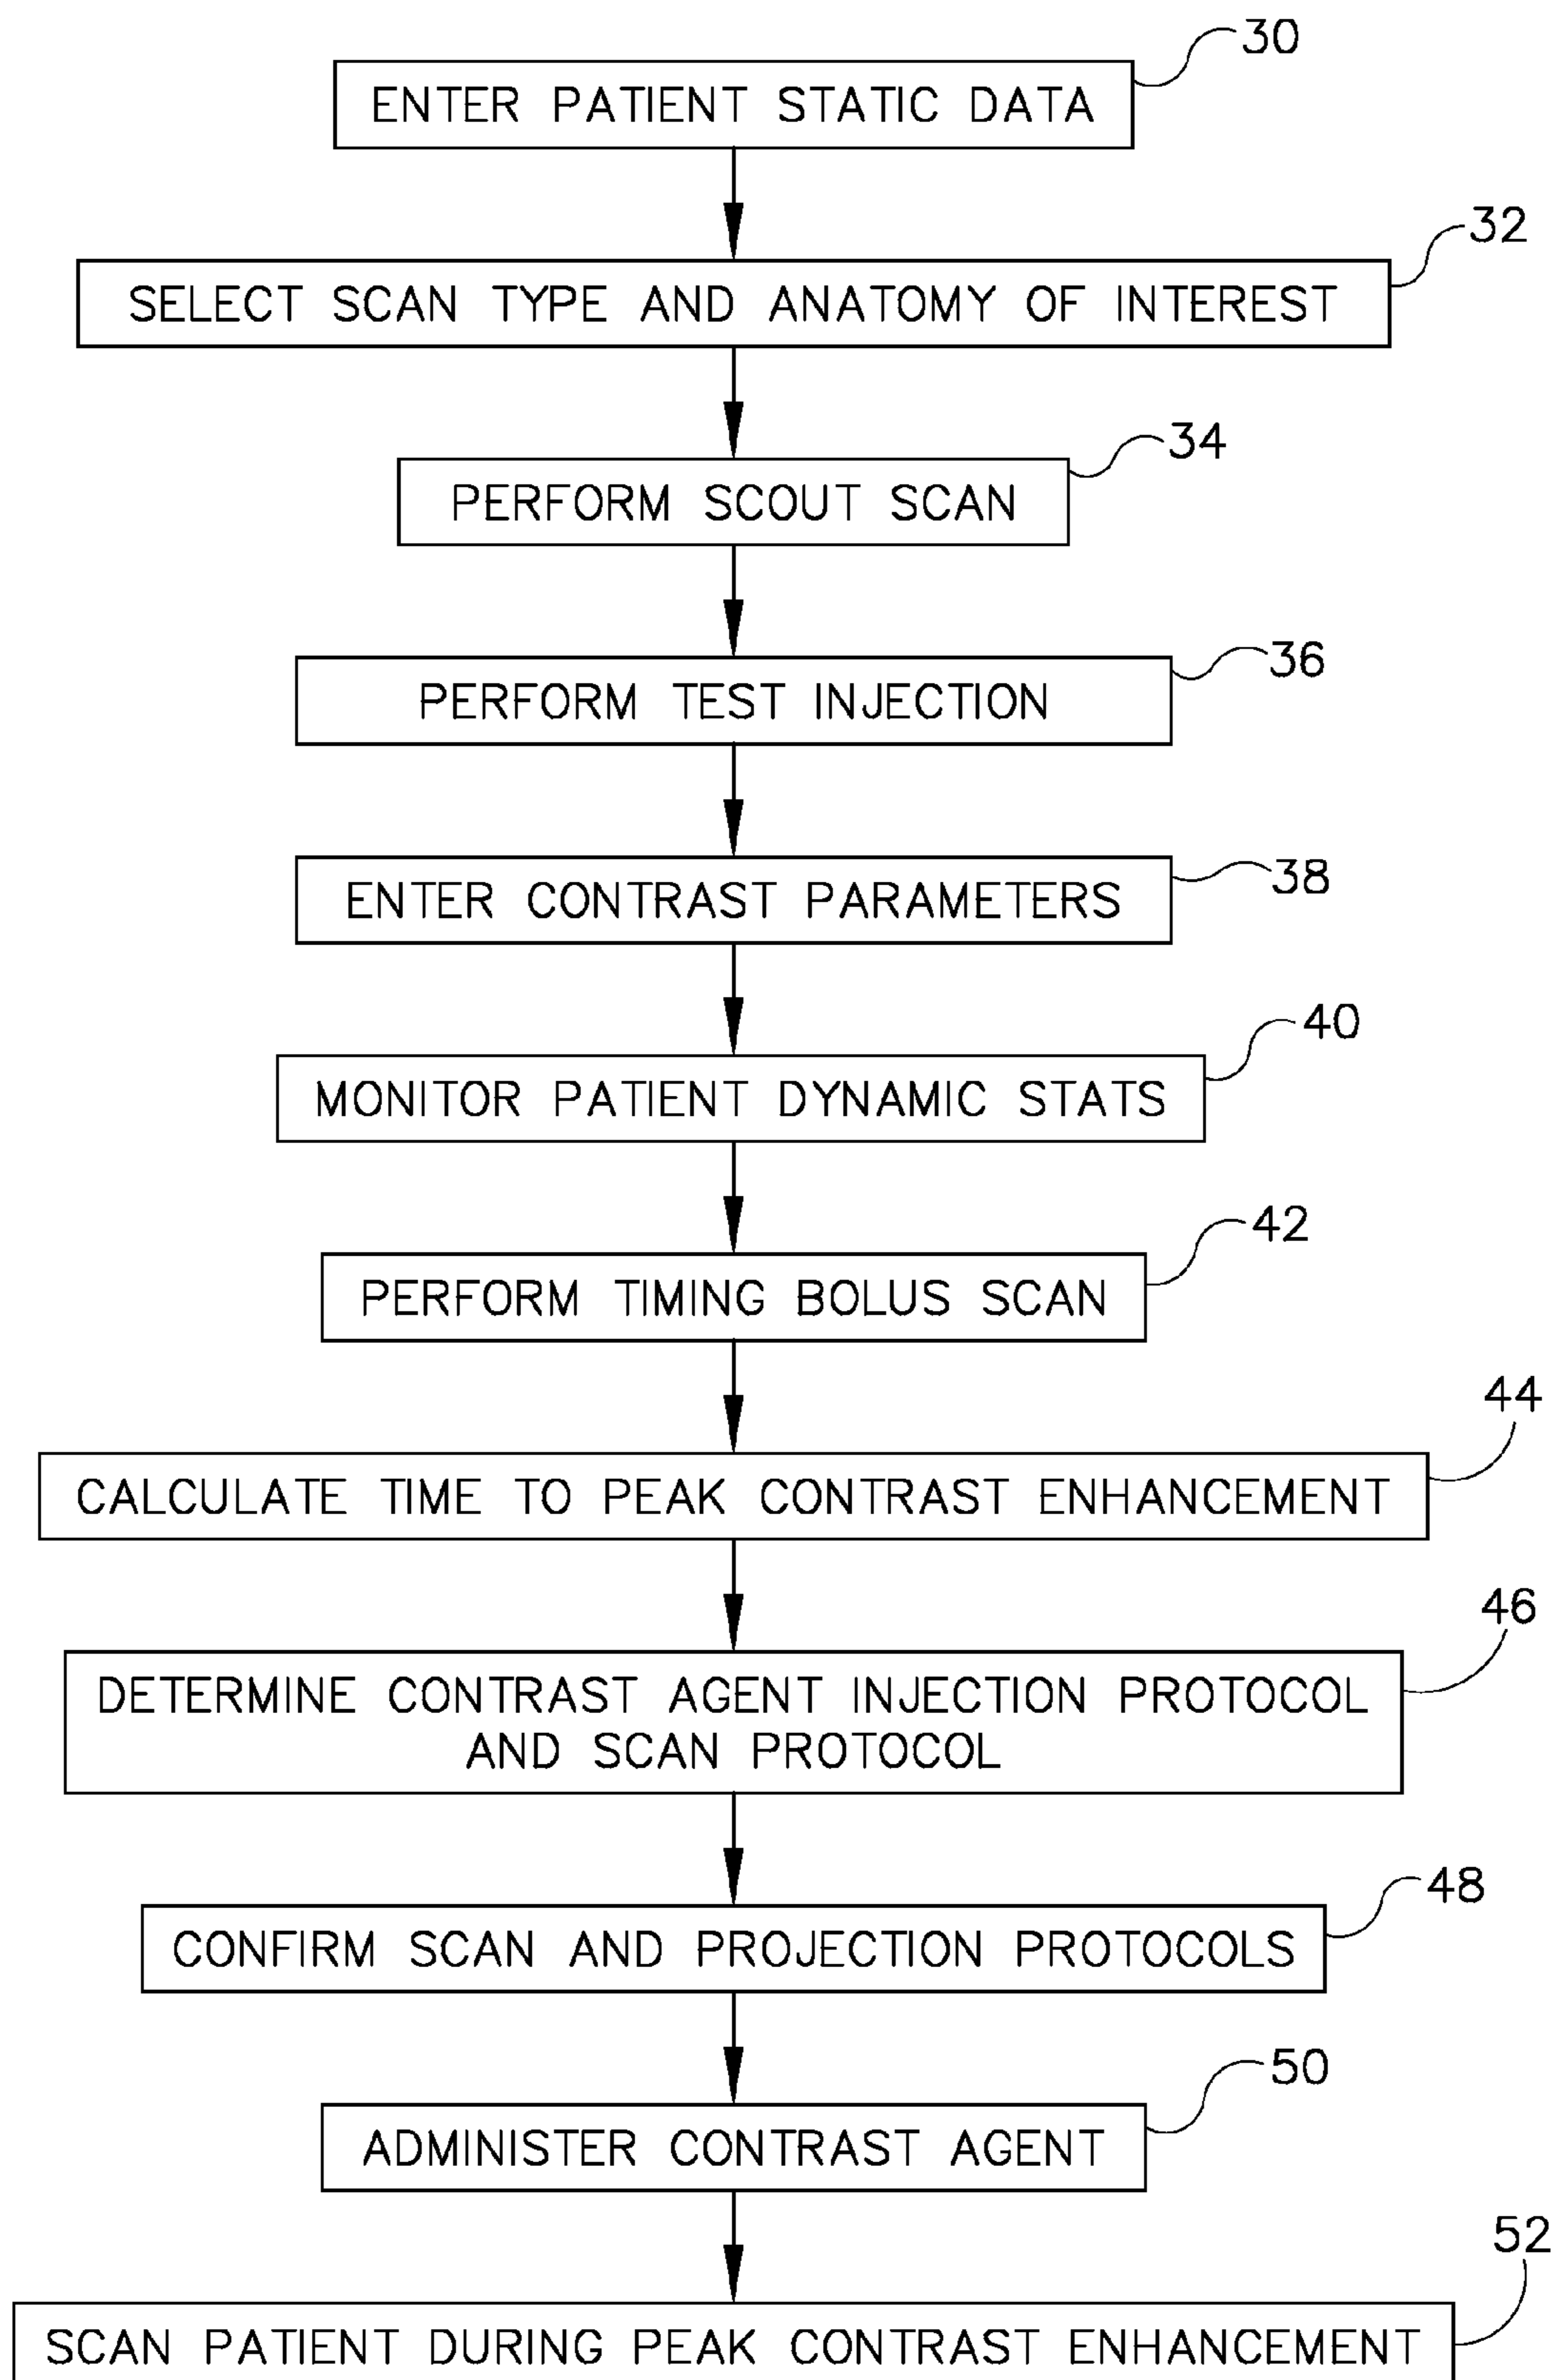 30
ENTER PATIENT STATIC DATA
32
SELECT SCAN TYPE AND ANATOMY OF INTEREST
34
PERFORM SCOUT SCAN
36
PERFORM TEST INJECTION
38
ENTER CONTRAST PARAMETERS
40
MONITOR PATIENT DYNAMIC STATS
42
PERFORM TIMING BOLUS SCAN
44
CALCULATE TIME TO PEAK CONTRAST ENHANCEMENT
46
DETERMINE CONTRAST AGENT INJECTION PROTOCOL
AND SCAN PROTOCOL
48
CONFIRM SCAN AND PROJECTION PROTOCOLS
50
ADMINISTER CONTRAST AGENT
52
SCAN PATIENT DURING PEAK CONTRAST ENHANCEMENT